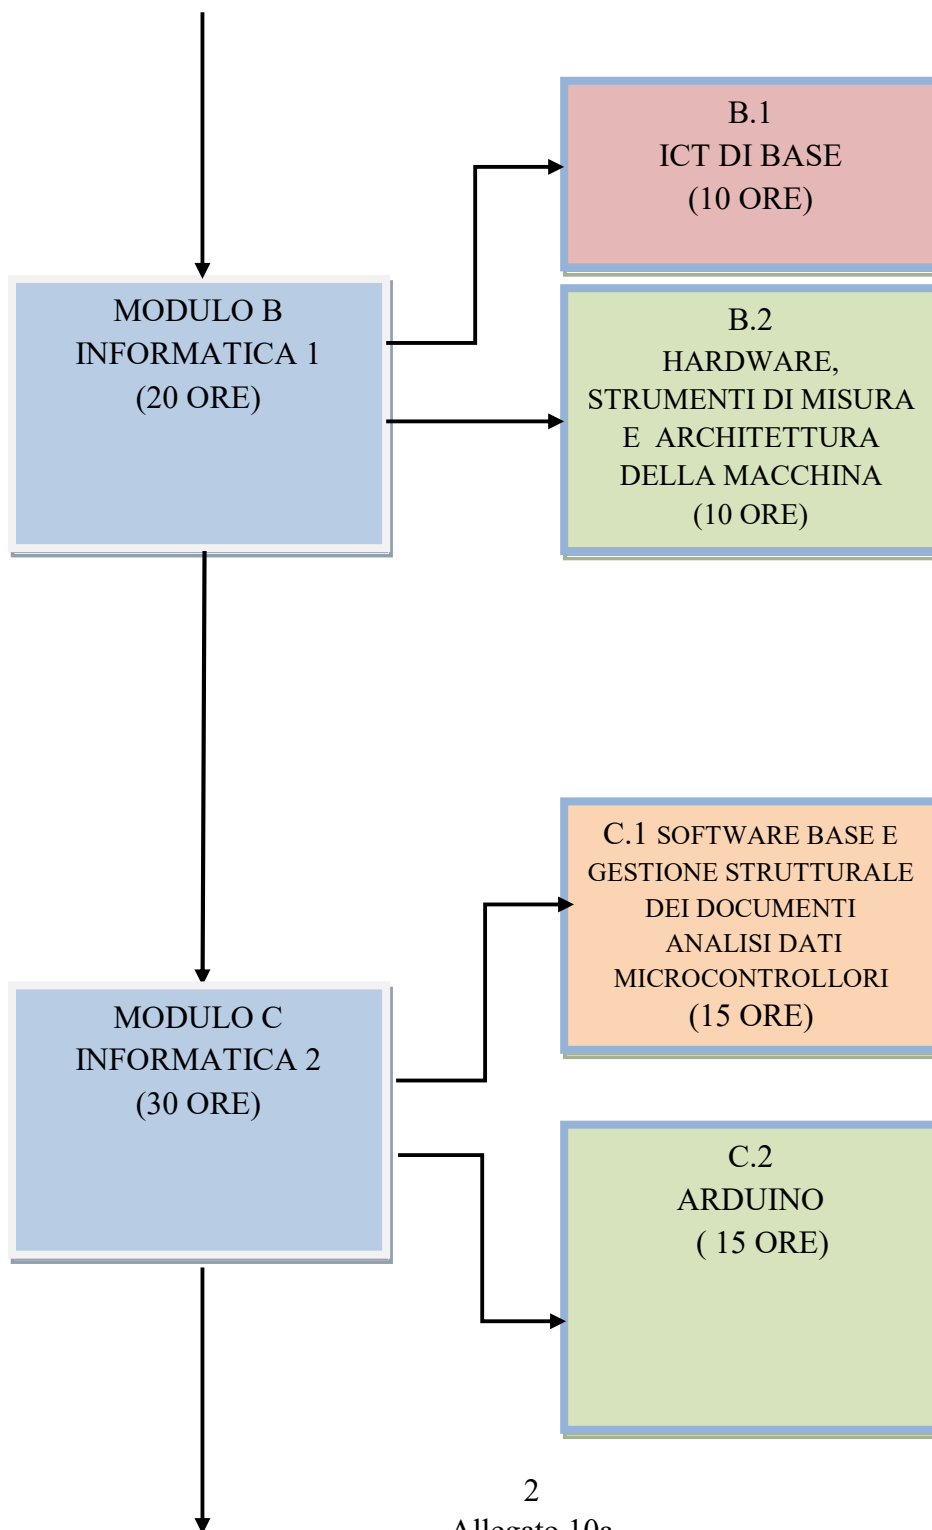 B.1
ICT DI BASE
(10 ORE)
MODULO B
INFORMATICA 1
(20 ORE)
B.2
HARDWARE,
STRUMENTI DI MISURA
E ARCHITETTURA
DELLA MACCHINA
(10 ORE)
C.1 SOFTWARE BASE E
GESTIONE STRUTTURALE
DEI DOCUMENTI
ANALISI DATI
MICROCONTROLLORI
(15 ORE)
MODULO C
INFORMATICA 2
(30 ORE)
C.2
ARDUINO
( 15 ORE)
2
Allegato 10a